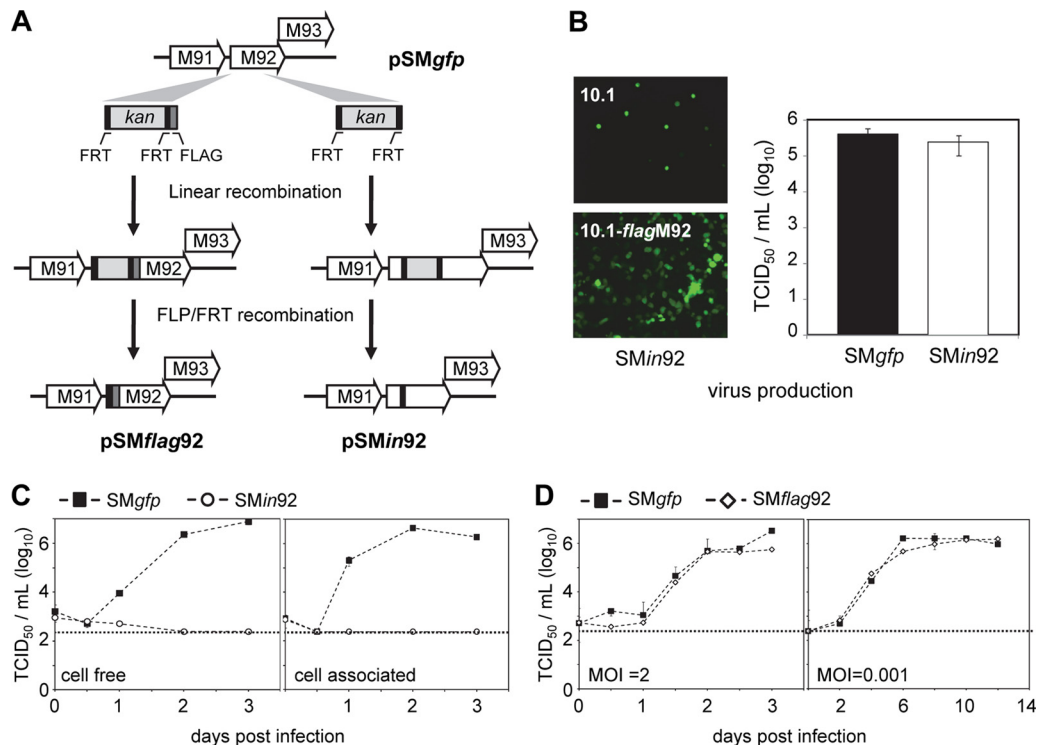 A
M93
M91
M92
pSMgfp
kan
kan
FRT
FRT
FLAG
FRT
FRT
Linear recombination
M93
M91
M92
M93
M91
FLP/FRT recombination
M93
M91
M92
M93
M91
pSMflag92
pSMin92
B
10.1
10.1-flagM92
SMin92
TCID50 / mL (log10)
6
5
4
3
2
1
0
SMgfp
SMin92
virus production
C
SMgfp
SMin92
TCID50 / mL (log10)
6
4
2
0
cell free
cell associated
0 1 2 3
1 2 3
days post infection
D
SMgfp
SMflag92
TCID50 / mL (log10)
6
4
2
0
MOI =2
MOI=0.001
0 1 2 3
2 6 10 14
days post infection